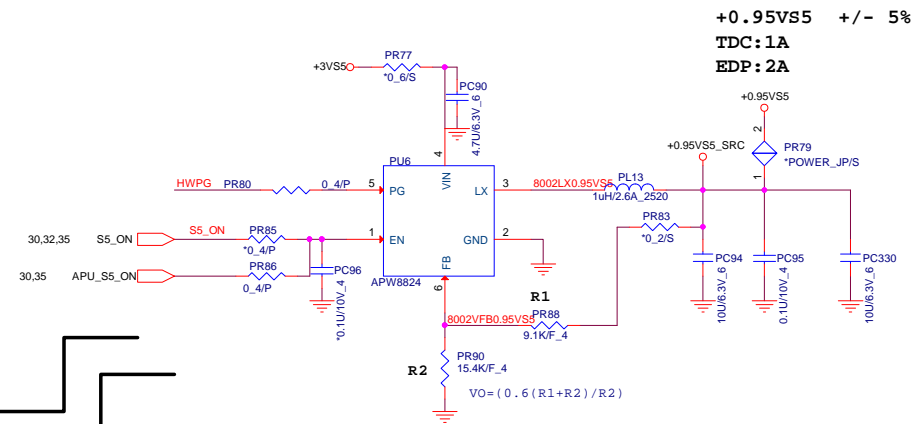 +0.95VS5 +/- 5%
TDC:1A
EDP:2A
+3VS5
PR77
*0_6/S
PC90
4.7U/6.3V_6
+0.95VS5
+0.95VS5_SRC
2
PR79
*POWER_JP/S
1
PU6
4
VIN
HWPG
PR80
0_4/P
5
PG
LX
3
8002LX0.95VS5
PL13
1uH/2.6A_2520
30,32,35
S5_ON
S5_ON
PR85
*0_4/P
1
EN
GND
2
PR83
*0_2/S
30,35
APU_S5_ON
PR86
0_4/P
PC96
*0.1U/10V_4
FB
6
APW8824
PC94
10U/6.3V_6
PC95
0.1U/10V_4
PC330
10U/6.3V_6
R1
8002VFB0.95VS5
PR88
9.1K/F_4
R2
PR90
15.4K/F_4
VO=(0.6(R1+R2)/R2)